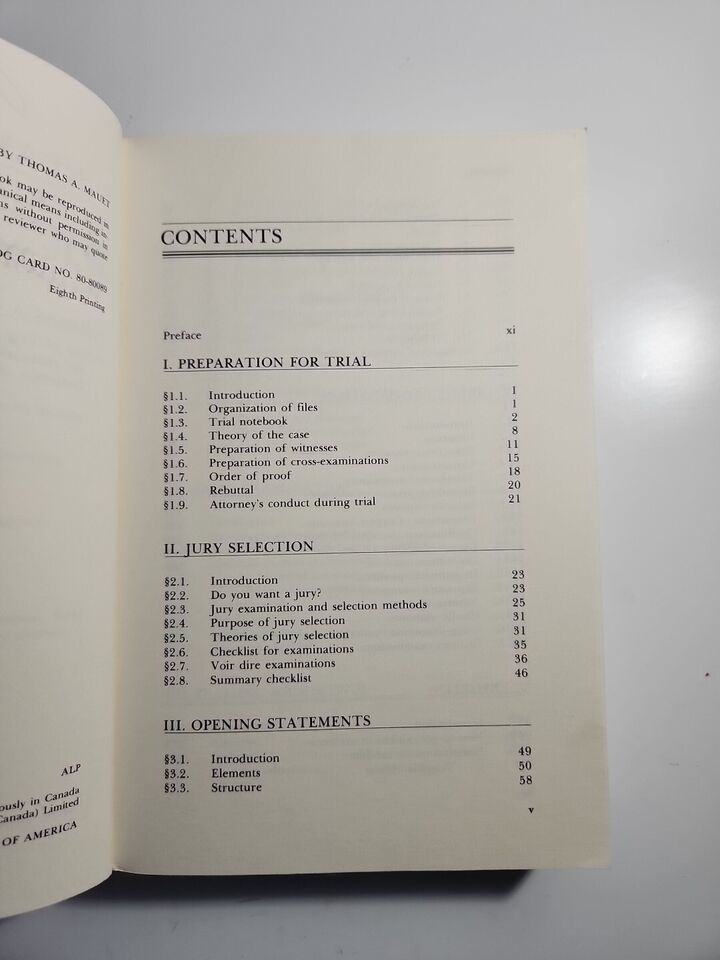 BY THOMAS A. MAUET
ok may be reproduced in
anical means including in-
ns without permission in
reviewer who may quote
OG CARD NO. 80-80089
Eighth Printing
ALP
ously in Canada
Canada) Limited
OF AMERICA
CONTENTS
Preface xi
I. PREPARATION FOR TRIAL
§1.1. Introduction 1
§1.2. Organization of files 1
§1.3. Trial notebook 2
§1.4. Theory of the case 8
§1.5. Preparation of witnesses 11
§1.6. Preparation of cross-examinations 15
§1.7. Order of proof 18
§1.8. Rebuttal 20
§1.9. Attorney's conduct during trial 21
II. JURY SELECTION
§2.1. Introduction 23
§2.2. Do you want a jury? 23
§2.3. Jury examination and selection methods 25
§2.4. Purpose of jury selection 31
§2.5. Theories of jury selection 31
§2.6. Checklist for examinations 35
§2.7. Voir dire examinations 36
§2.8. Summary checklist 46
III. OPENING STATEMENTS
§3.1. Introduction 49
§3.2. Elements 50
§3.3. Structure 58
v